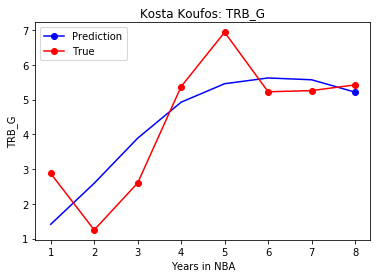 Kosta Koufos: TRB_G
Prediction
True
TRB_G
7
6
5
4
3
2
1
1 2 3 4 5 6 7 8
Years in NBA